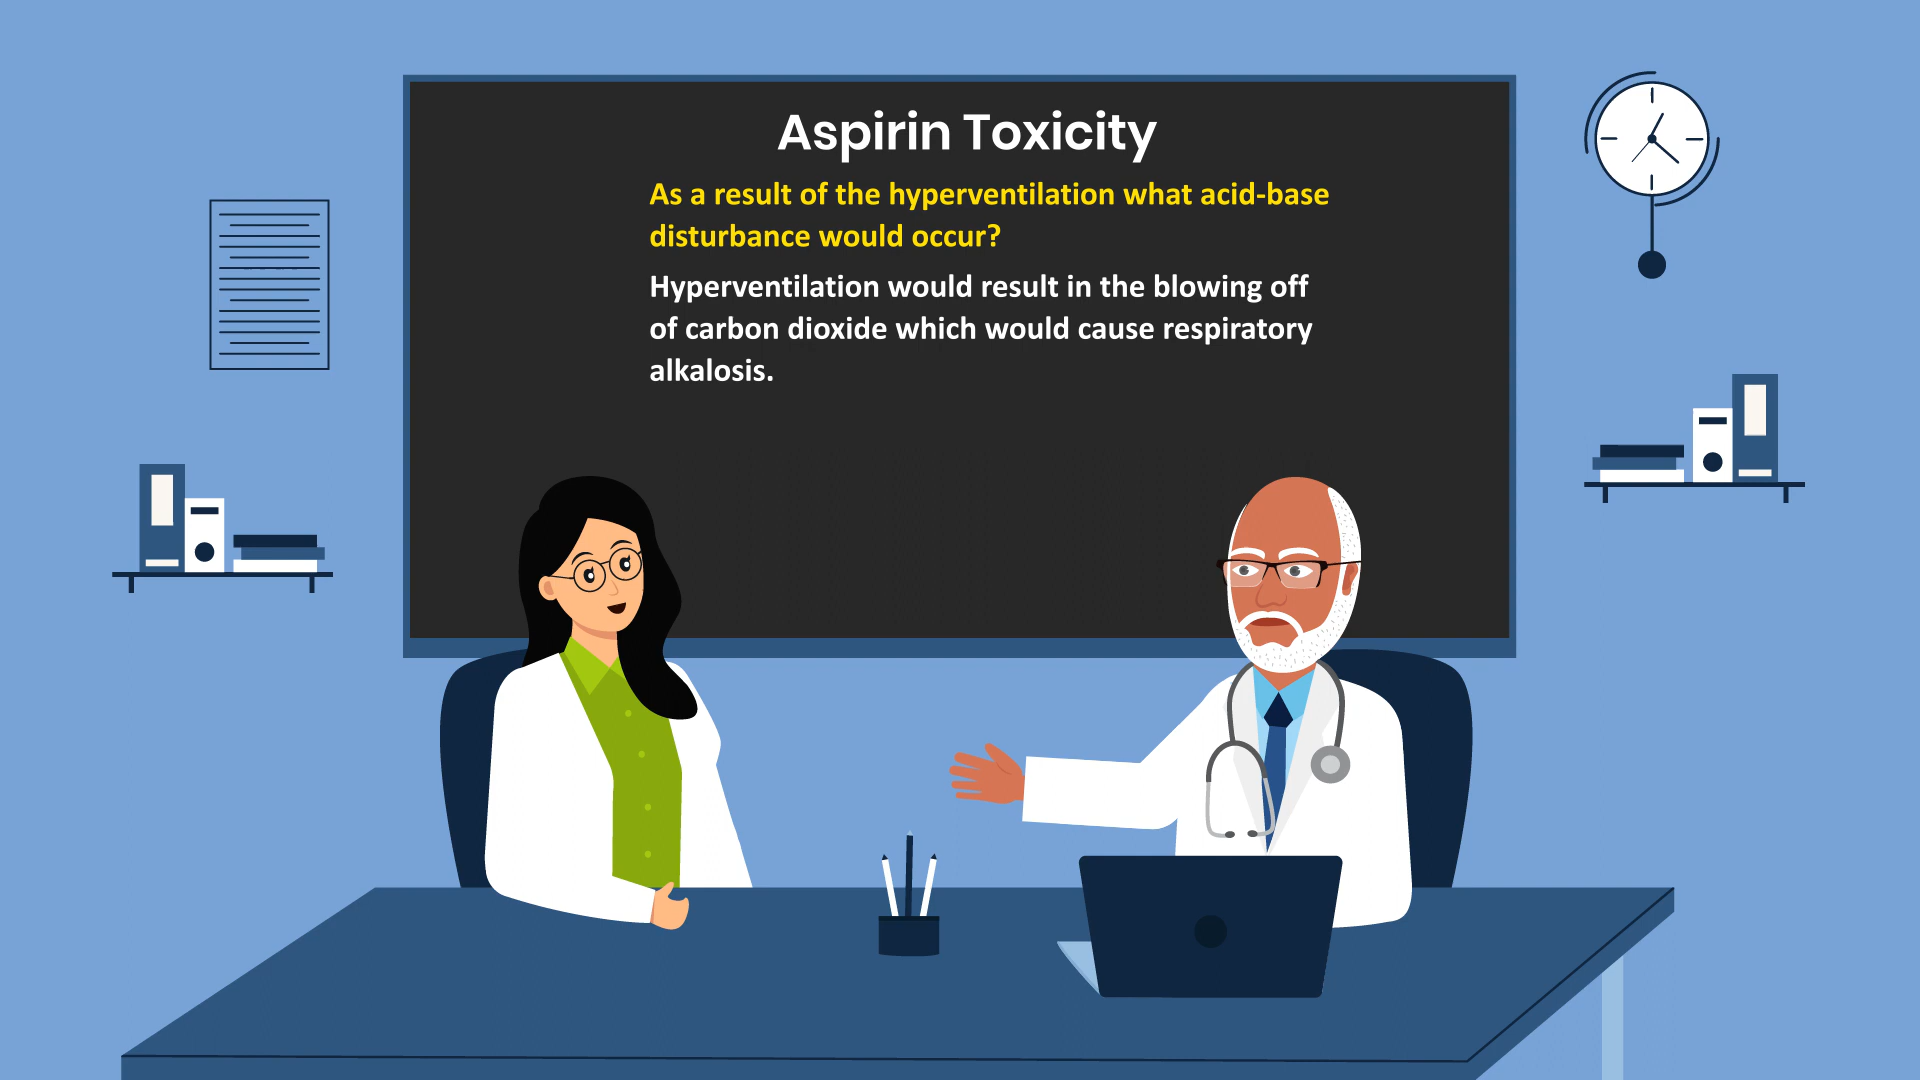 Aspirin Toxicity
As a result of the hyperventilation what acid-base
disturbance would occur?
Hyperventilation would result in the blowing off
of carbon dioxide which would cause respiratory
alkalosis.